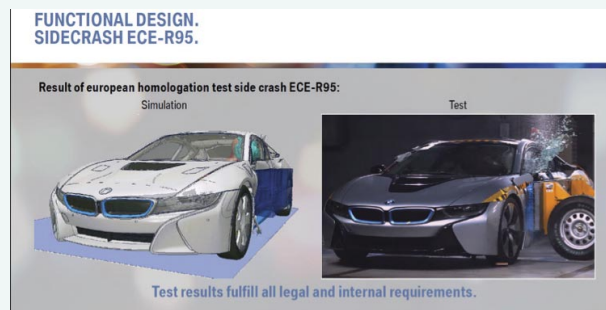 FUNCTIONAL DESIGN.
SIDECRASH ECE-R95.
Result of european homologation test side crash ECE-R95:
Simulation
Test
Test results fulfill all legal and internal requirements.